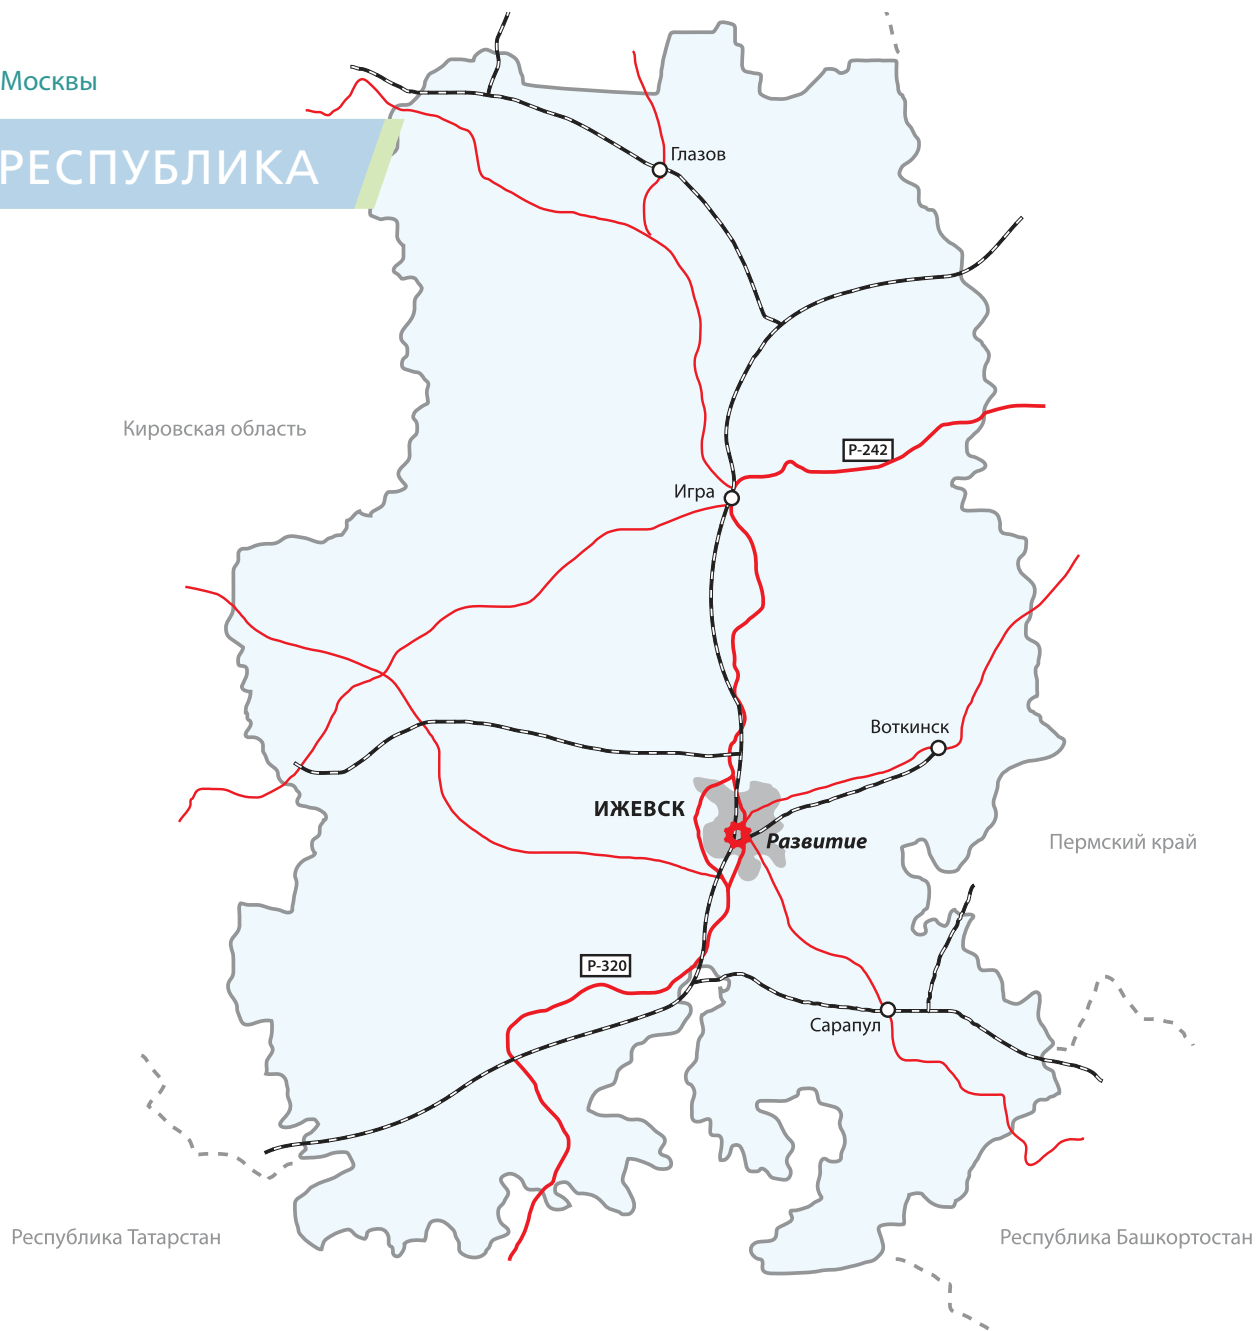 Москвы
РЕСПУБЛИКА
Глазов
Кировская область
Р-242
Игра
Воткинск
ИЖЕВСК
Развитие
Пермский край
Р-320
Сарапул
Республика Татарстан
Республика Башкортостан